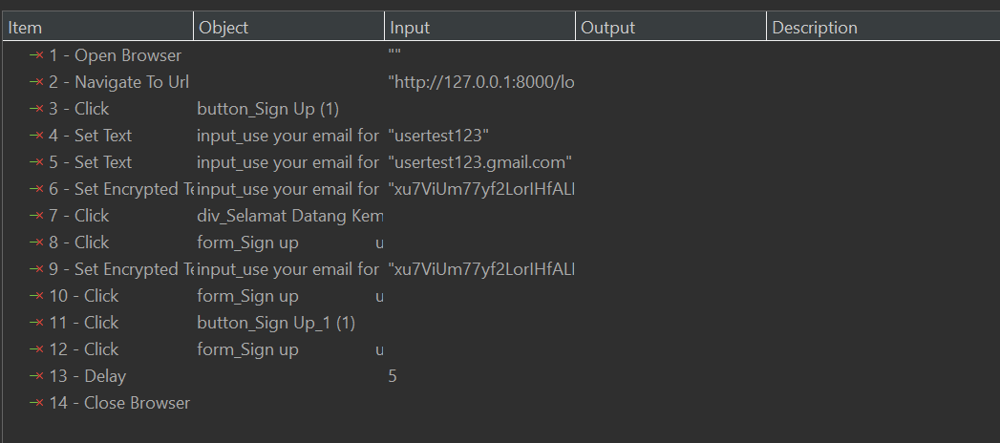 Item Object Input Output Description
1 - Open Browser ""
2 - Navigate To Url "http://127.0.0.1:8000/lo
3 - Click button_Sign Up (1)
4 - Set Text input_use your email for "usertest123"
5 - Set Text input_use your email for "usertest123.gmail.com"
6 - Set Encrypted Te input_use your email for "xu7ViUm77yf2LorIHfALI
7 - Click div_Selamat Datang Kem
8 - Click form_Sign up u
9 - Set Encrypted Te input_use your email for "xu7ViUm77yf2LorIHfALI
10 - Click form_Sign up u
11 - Click button_Sign Up_1 (1)
12 - Click form_Sign up u
13 - Delay 5
14 - Close Browser